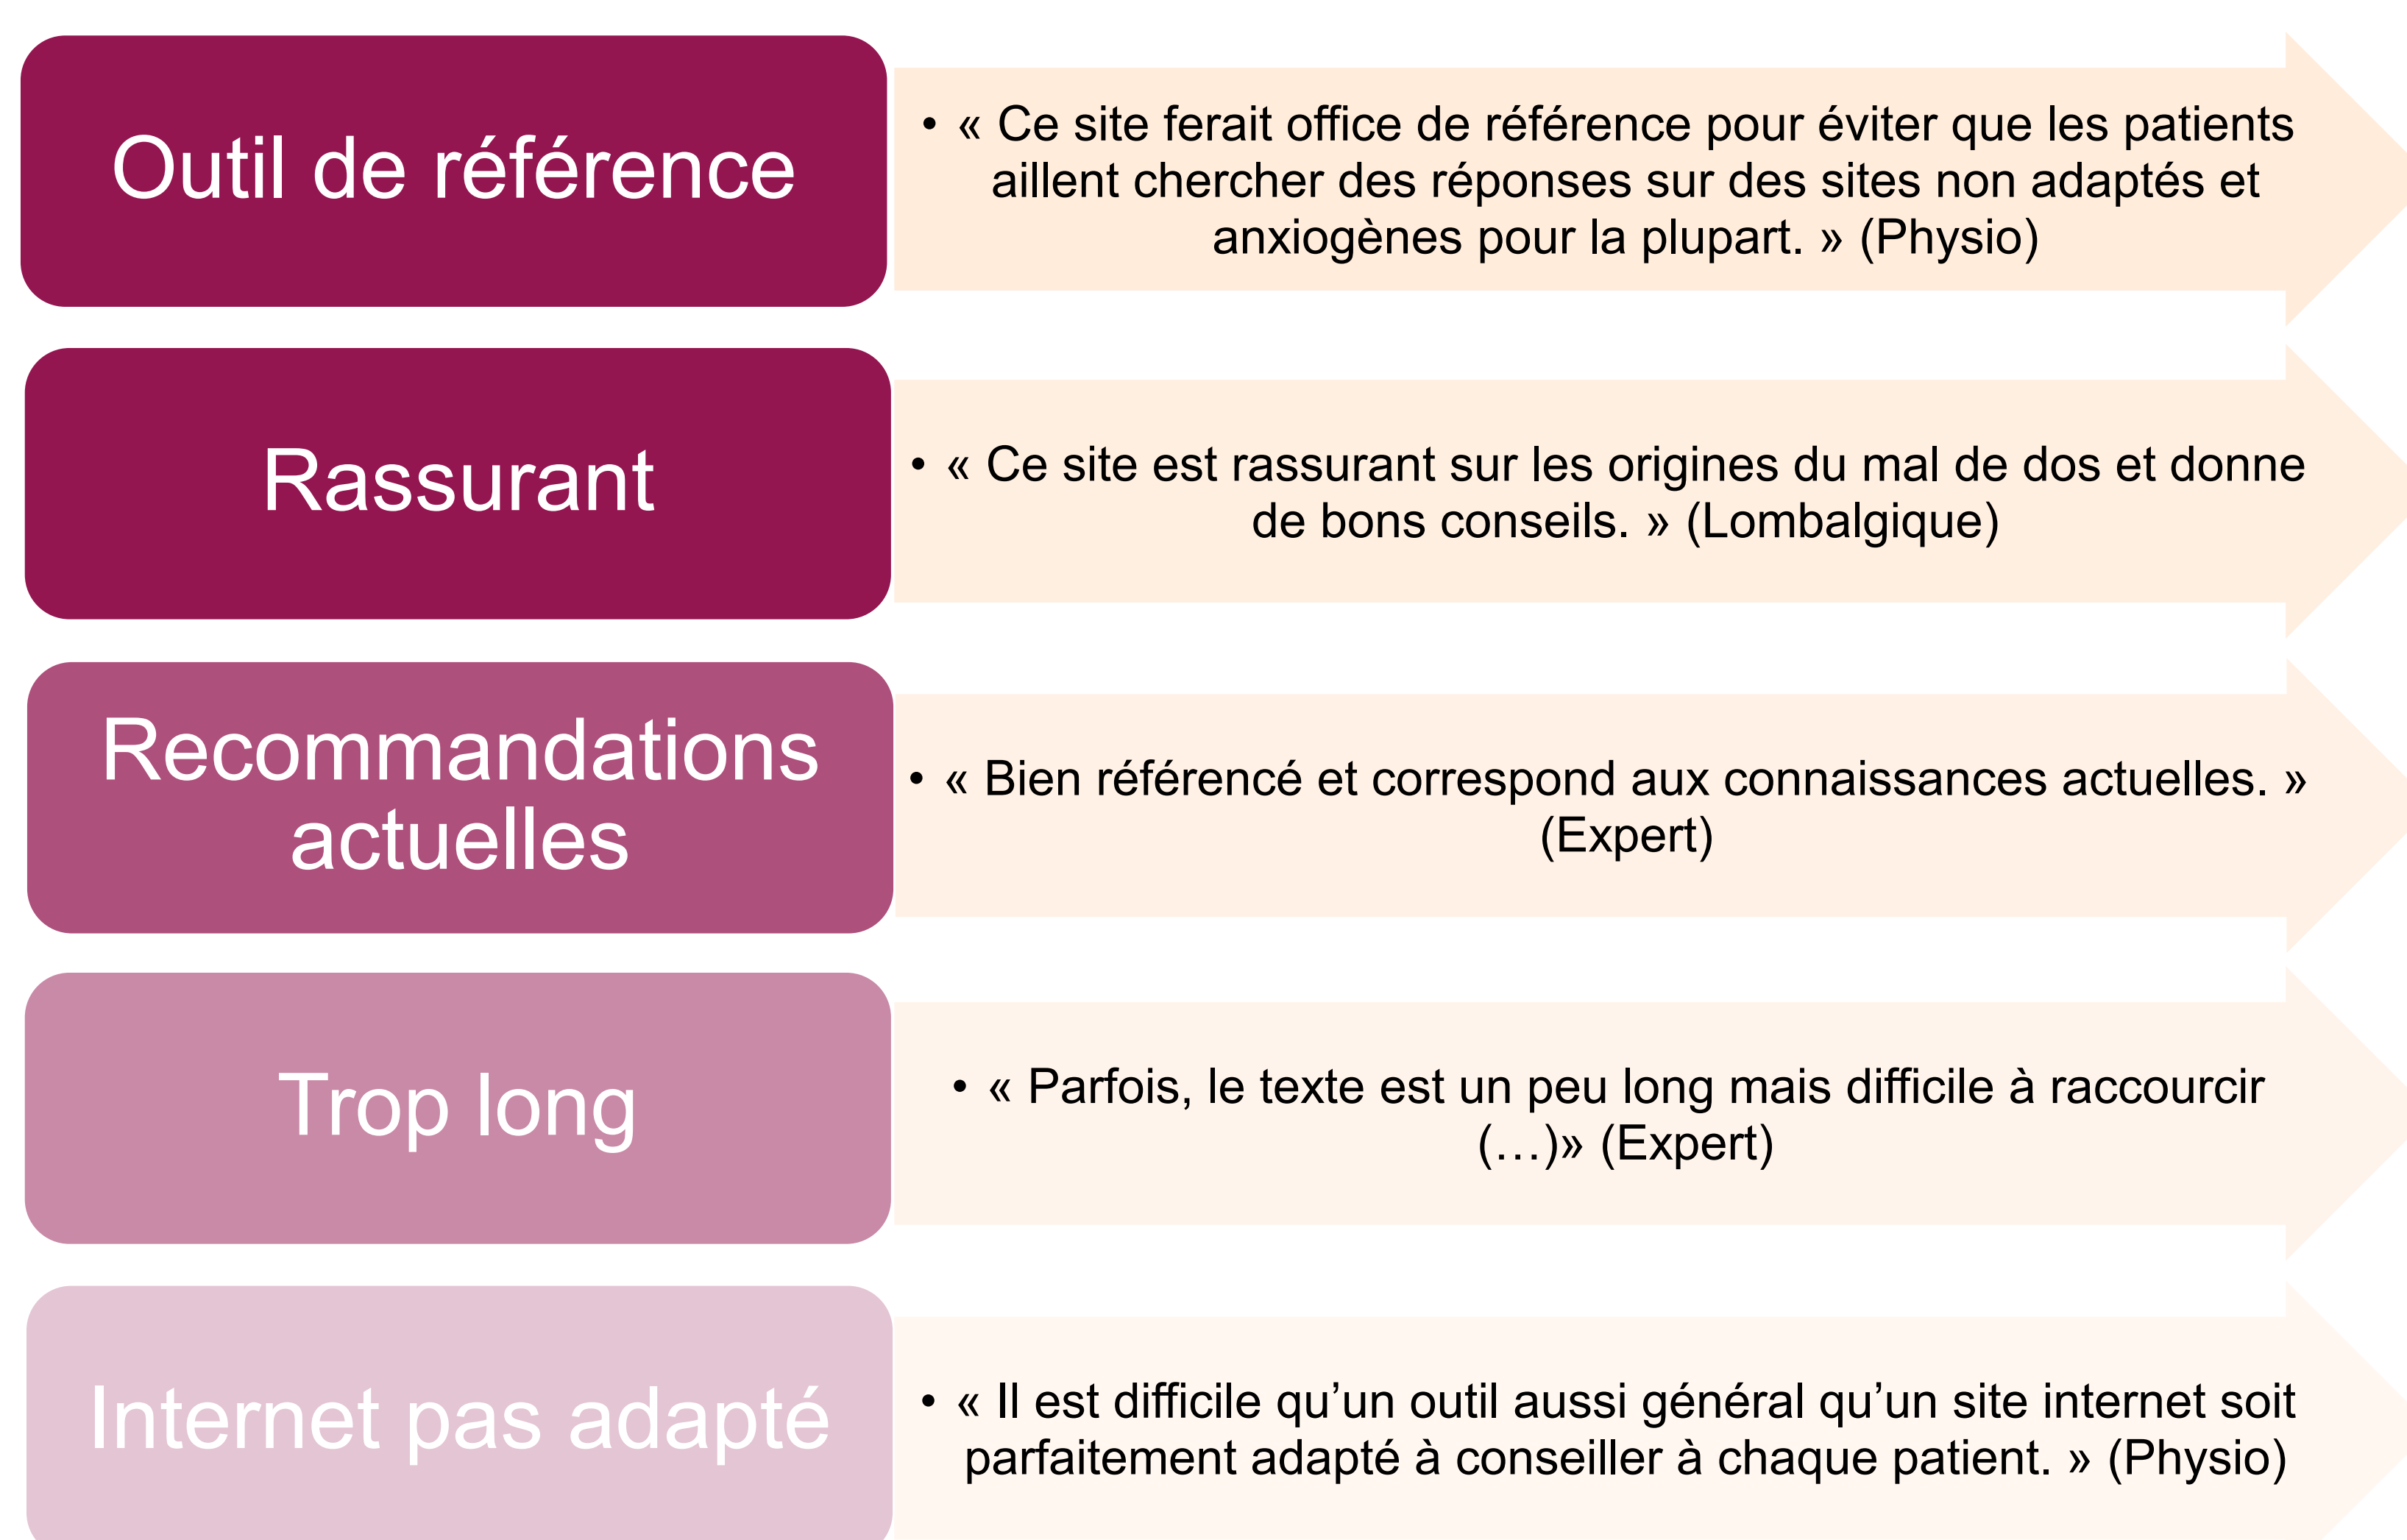 Outil de référence
• « Ce site ferait office de référence pour éviter que les patients
aillent chercher des réponses sur des sites non adaptés et
anxiogènes pour la plupart. » (Physio)
Rassurant
• « Ce site est rassurant sur les origines du mal de dos et donne
de bons conseils. » (Lombalgique)
Recommandations
actuelles
• « Bien référencé et correspond aux connaissances actuelles. »
(Expert)
Trop long
• « Parfois, le texte est un peu long mais difficile à raccourcir
(…)» (Expert)
Internet pas adapté
• « Il est difficile qu’un outil aussi général qu’un site internet soit
parfaitement adapté à conseiller à chaque patient. » (Physio)